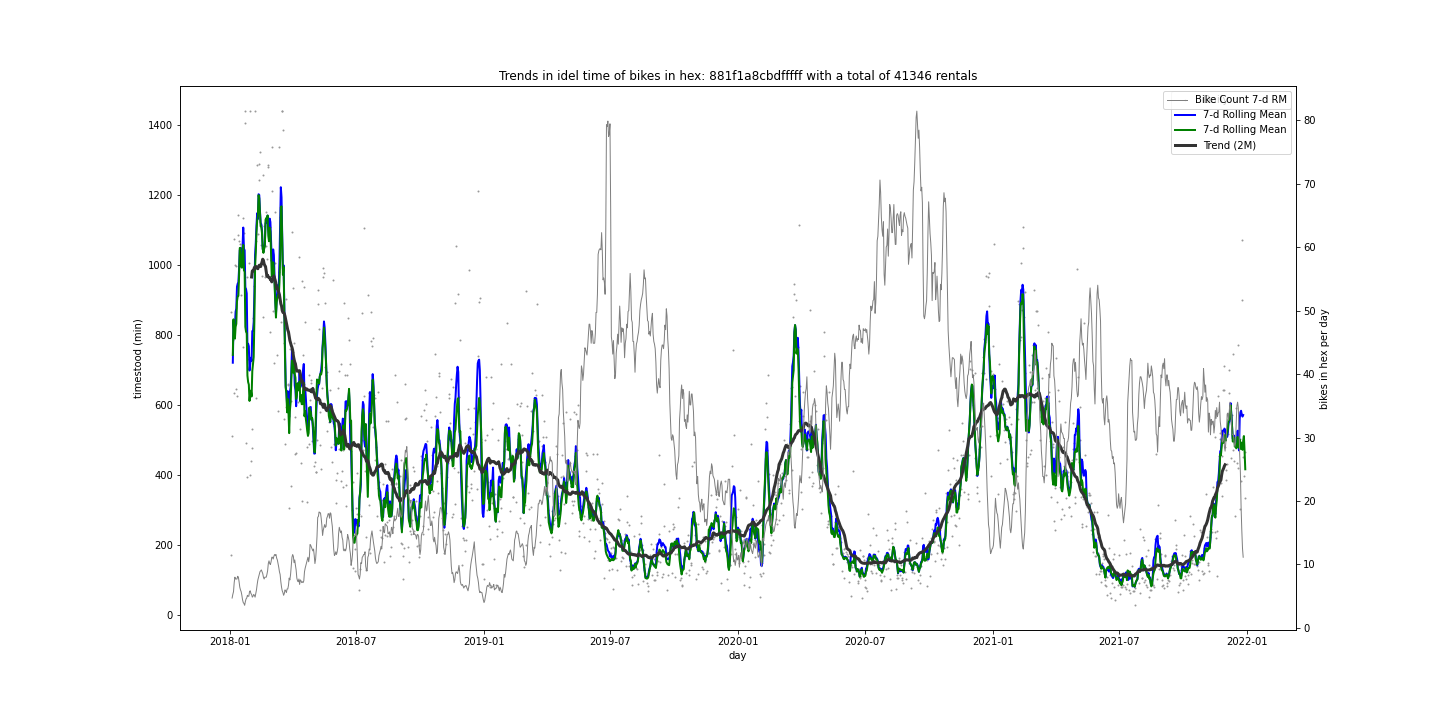 Trends in idel time of bikes in hex: 881f1a8cbdfffff with a total of 41346 rentals
Bike Count 7-d RM
7-d Rolling Mean
7-d Rolling Mean
Trend (2M)
timestood (min)
1400
1200
1000
800
600
400
200
0
80
70
60
50
40
30
20
10
0
bikes in hex per day
2018-01 2018-07 2019-01 2019-07 2020-01 2020-07 2021-01 2021-07 2022-01
day